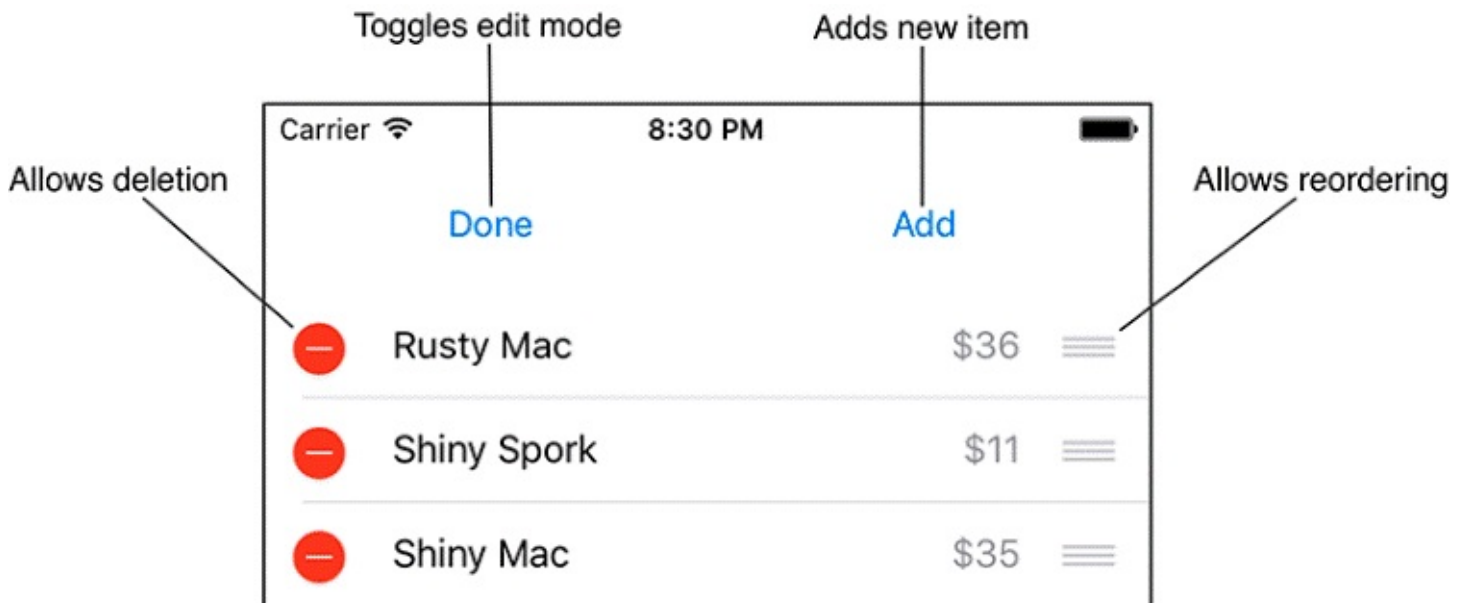 Toggles edit mode
Adds new item
Carrier 8:30 PM
Allows deletion
Allows reordering
Done Add
Rusty Mac $36
Shiny Spork $11
Shiny Mac $35